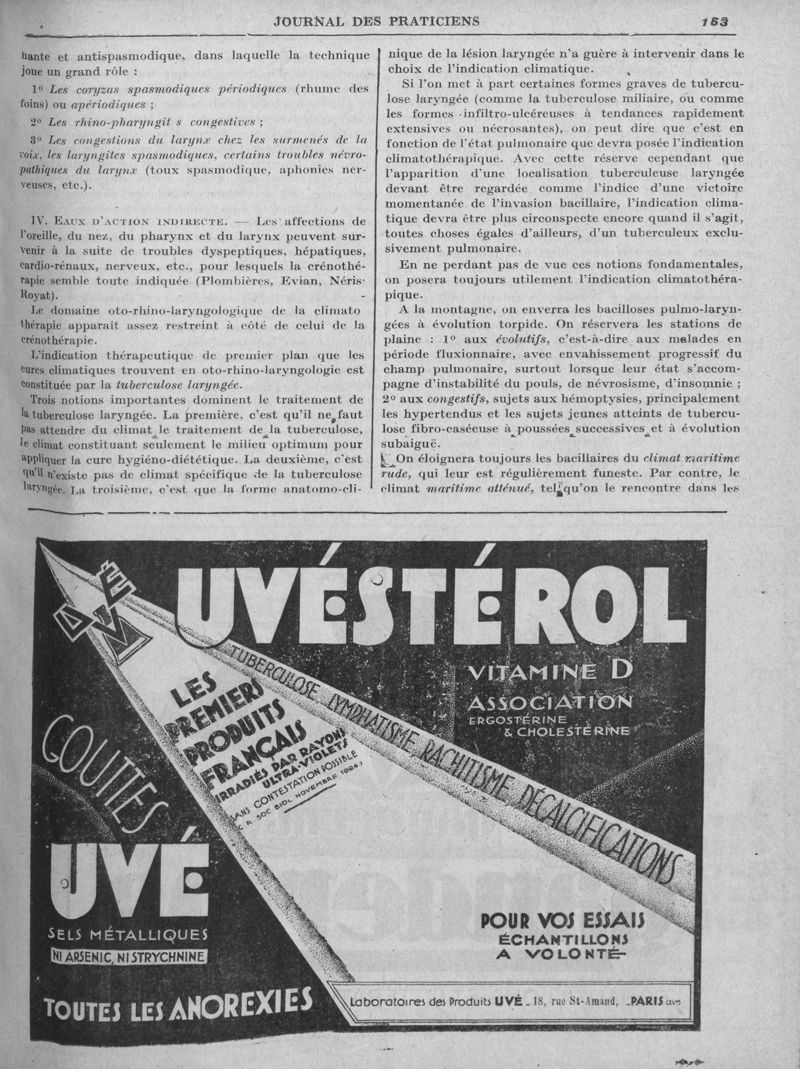 JOURNAL DES PRATICIENS
153
hante et antispasmodique, dans laquelle la technique
joue un grand rôle :
1º Les coryzas spasmodiques périodiques (rhume des
foins) ou apériodiques ;
2º Les rhino-pharyngit s congestives ;
3º Les congestions du larynx chez les surmenés de la
voix, les laryngites spasmodiques, certains troubles névro-
pathiques du larynx (toux spasmodique, aphonies ner-
veuses, etc.).
IV. EAUX D'ACTION INDIRECTE. — Les affections de
l'oreille, du nez, du pharynx et du larynx peuvent sur-
venir à la suite de troubles dyspeptiques, hépatiques,
cardio-rénaux, nerveux, etc., pour lesquels la crénothé-
rapie semble toute indiquée (Plombières, Evian, Néris-
Royat).
Le domaine oto-rhino-laryngologique de la climato
thérapie apparait assez restreint à côté de celui de la
crénothérapie.
L'indication thérapeutique de premier plan que les
cures climatiques trouvent en oto-rhino-laryngologie est
constituée par la tuberculose laryngée.
Trois notions importantes dominent le traitement de
la tuberculose laryngée. La première, c'est qu'il ne faut
pas attendre du climat le traitement de la tuberculose,
le climat constituant seulement le milieu optimum pour
appliquer la cure hygiéno-diététique. La deuxième, c'est
qu'il n'existe pas de climat spécifique de la tuberculose
laryngée. La troisième, c'est que la forme anatomo-cli-
nique de la lésion laryngée n'a guère à intervenir dans le
choix de l'indication climatique.
Si l'on met à part certaines formes graves de tubercu-
lose laryngée (comme la tuberculose miliaire, ou comme
les formes infiltro-ulcéreuses à tendances rapidement
extensives ou nécrosantes), on peut dire que c'est en
fonction de l'état pulmonaire que devra posée l'indication
climatothérapique. Avec cette réserve cependant que
l'apparition d'une localisation tuberculeuse laryngée
devant être regardée comme l'indice d'une victoire
momentanée de l'invasion bacillaire, l'indication clima-
tique devra être plus circonspecte encore quand il s'agit,
toutes choses égales d'ailleurs, d'un tuberculeux exclu-
sivement pulmonaire.
En ne perdant pas de vue ces notions fondamentales,
on posera toujours utilement l'indication climatothéra-
pique.
A la montagne, on enverra les bacilloses pulmo-laryn-
gées à évolution torpide. On réservera les stations de
plaine : 1º aux évolutifs, c'est-à-dire aux malades en
période fluxionnaire, avec envahissement progressif du
champ pulmonaire, surtout lorsque leur état s'accom-
pagne d'instabilité du pouls, de névrosisme, d'insomnie ;
2º aux congestifs, sujets aux hémoptysies, principalement
les hypertendus et les sujets jeunes atteints de tubercu-
lose fibro-caséeuse à poussées successives et à évolution
subaiguë.
On éloignera toujours les bacillaires du climat maritime
rude, qui leur est régulièrement funeste. Par contre, le
climat maritime atténué, tel qu'on le rencontre dans les
UVÉ
UVÉSTÉROL
VITAMINE D
ASSOCIATION
ERGOSTÉRINE
& CHOLESTÉRINE
TUBERCULOSE, LYMPHATISME, RACHITISME, DÉCALCIFICATIONS
LES
PREMIERS
PRODUITS
FRANÇAIS
IRRADIÉS PAR RAYONS
ULTRA-VIOLETS
SANS CONTESTATION POSSIBLE
C. R. SOC BIOL NOVEMBRE 1924)
GOUTTES
UVÉ
SELS MÉTALLIQUES
NI ARSENIC, NI STRYCHNINE
TOUTES LES ANOREXIES
POUR VOS ESSAIS
ÉCHANTILLONS
A VOLONTÉ
Laboratoires des Produits UVÉ _ 18, rue St-Amand, _PARIS (XVe)